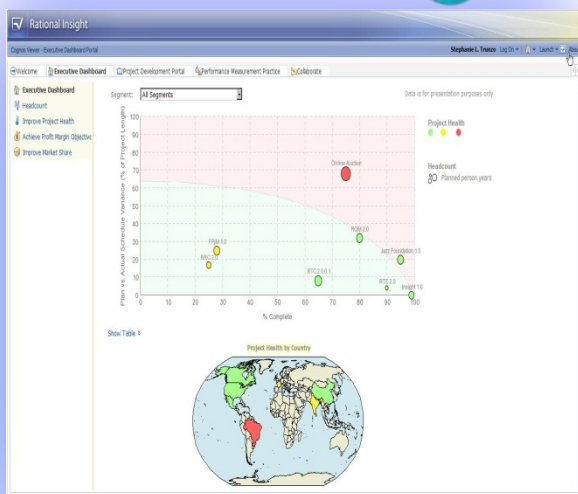 Rational Insight
Cognos Viewer - Executive Dashboard Portal
Stephanie L. Trunzo Log On Launch Abou
Welcome Executive Dashboard Project Development Portal Performance Measurement Practice Collaborate
Executive Dashboard
Headcount
Improve Project Health
Achieve Profit Margin Objective
Improve Market Share
Segment: All Segments
Data is for presentation purposes only
Project Health
Headcount
Planned person years
Plan vs. Actual Schedule Variance (% of Project Length)
100
90
80
70
60
50
40
30
20
10
0
Online Auction
RGM 2.0
FRM 1.0
Jazz Foundation 1.0
RTC 2.0.0.1
RTC 2.0
Insight 1.0
0 10 20 30 40 50 60 70 80 90 100
% Complete
Show Table
Project Health by Country